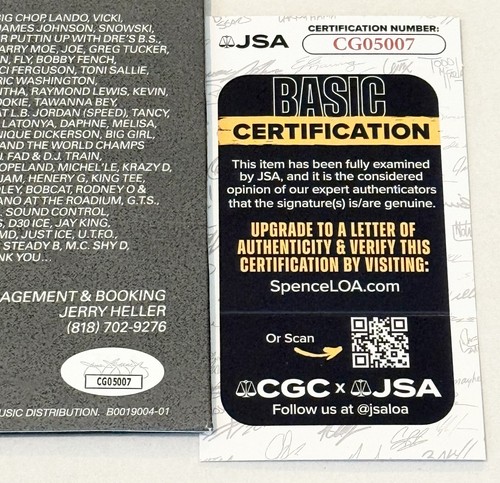 IG CHOP, LANDO, VICKI,
JAMES JOHNSON, SNOWSKI,
R PUTTIN UP WITH DRE'S B.S.,
ARRY MOE, JOE, GREG TUCKER,
N, FLY, BOBBY FENCH,
CI FERGUSON, TONI SALLIE,
RIC WASHINGTON,
THA, RAYMOND LEWIS, KEVIN,
OOKIE, TAWANNA BEY,
AT L.B. JORDAN (SPEED), TANCY,
LATONYA, DAPHNE, MELISA,
NIQUE DICKERSON, BIG GIRL,
AND THE WORLD CHAMPS
FAD & D.J. TRAIN,
OPELAND, MICHEL'LE, KRAZY D,
JAM, HENERY G, KING TEE,
LEY, BOBCAT, RODNEY O &
ANO AT THE ROADIUM, G.T.S.,
SOUND CONTROL,
S, D30 ICE, JAY KING,
MD, JUST ICE, U.T.F.O.,
STEADY B, M.C. SHY D,
NK YOU...
AGEMENT & BOOKING
JERRY HELLER
(818) 702-9276
CG05007
USIC DISTRIBUTION. B0019004-01
JSA
CERTIFICATION NUMBER:
CG05007
BASIC
CERTIFICATION
This item has been fully examined
by JSA, and it is the considered
opinion of our expert authenticators
that the signature(s) is/are genuine.
UPGRADE TO A LETTER OF
AUTHENTICITY & VERIFY THIS
CERTIFICATION BY VISITING:
SpenceLOA.com
Or Scan
CGC x JSA
Follow us at @jsaloa